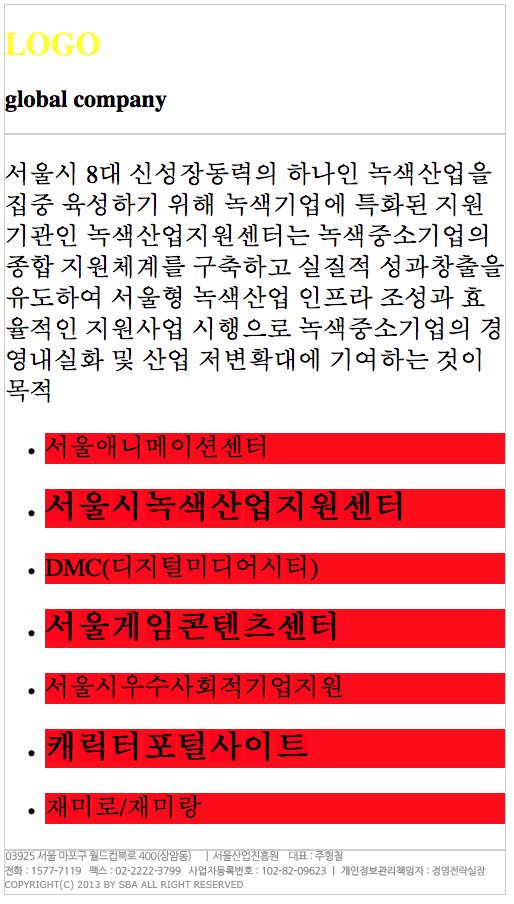 LOGO
global company
서울시 8대 신성장동력의 하나인 녹색산업을
집중 육성하기 위해 녹색기업에 특화된 지원
기관인 녹색산업지원센터는 녹색중소기업의
종합 지원체계를 구축하고 실질적 성과창출을
유도하여 서울형 녹색산업 인프라 조성과 효
율적인 지원사업 시행으로 녹색중소기업의 경
영내실화 및 산업 저변확대에 기여하는 것이
목적
서울애니메이션센터
서울시녹색산업지원센터
DMC(디지털미디어시티)
서울게임콘텐츠센터
서울시우수사회적기업지원
캐릭터포털사이트
재미로/재미랑
03925 서울 마포구 월드컵북로 400(상암동) | 서울산업진흥원 대표 : 주형철
전화 : 1577-7119 팩스 : 02-2222-3799 사업자등록번호 : 102-82-09623 | 개인정보관리책임자 : 경영전략실장
COPYRIGHT(C) 2013 BY SBA ALL RIGHT RESERVED